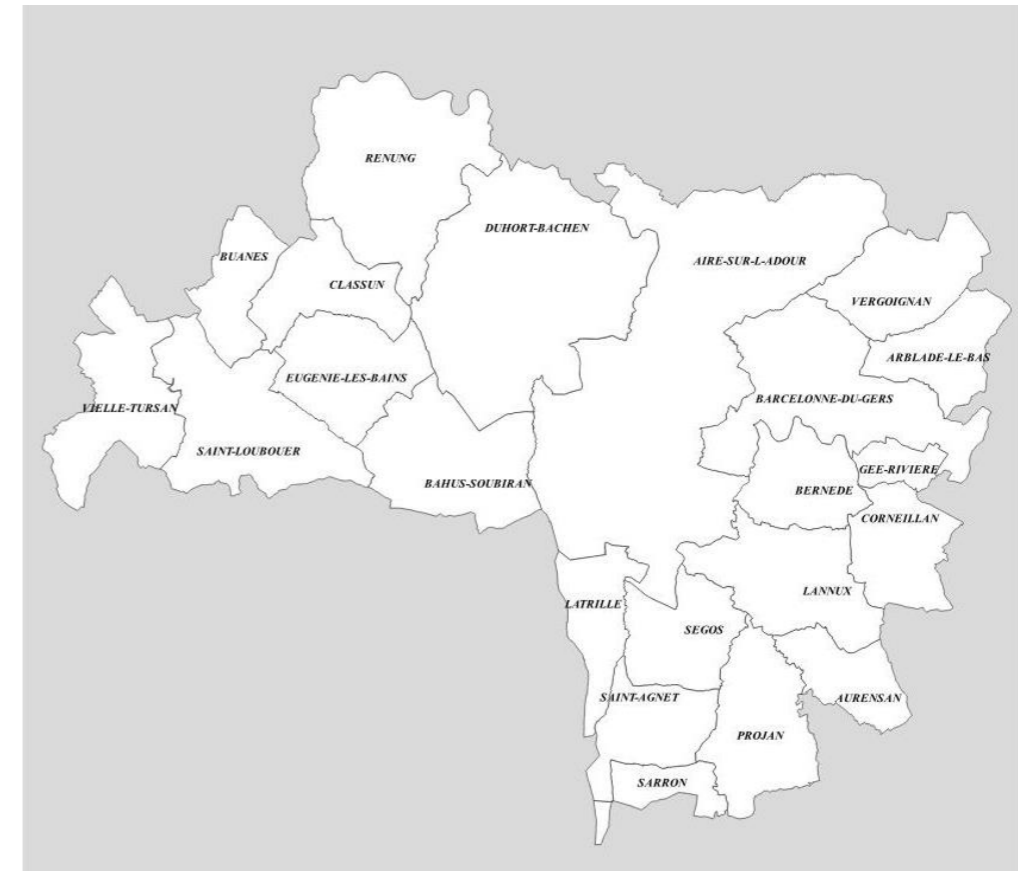 RENUNG
DUHORT-BACHEN
BUANES
AIRE-SUR-L-ADOUR
CLASSUN
VERGOIGNAN
ARBLADE-LE-BAS
EUGENIE-LES-BAINS
BARCELONNE-DU-GERS
VIELLE-TURSAN
SAINT-LOUBOUER
GEE-RIVIERE
BAHUS-SOUBIRAN
BERNEDE
CORNEILLAN
LANNUX
LATRILLE
SEGOS
SAINT-AGNET
AURENSAN
PROJAN
SARRON